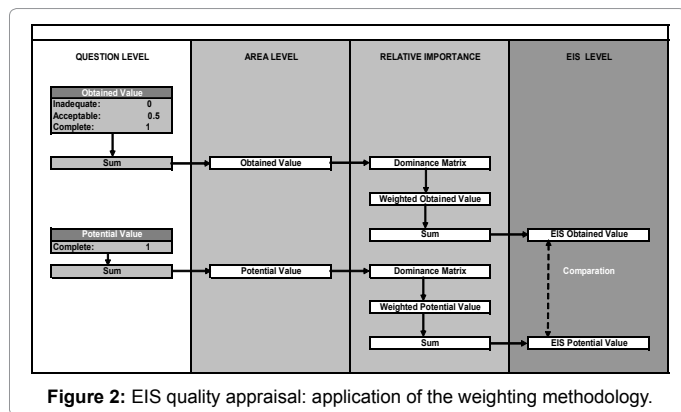 QUESTION LEVEL
AREA LEVEL
RELATIVE IMPORTANCE
EIS LEVEL
Obtained Value
Inadequate: 0
Acceptable: 0.5
Complete: 1
Sum
Obtained Value
Dominance Matrix
Weighted Obtained Value
Sum
EIS Obtained Value
Potential Value
Complete: 1
Sum
Potential Value
Dominance Matrix
Comparation
Weighted Potential Value
Sum
EIS Potential Value
Figure 2: EIS quality appraisal: application of the weighting methodology.